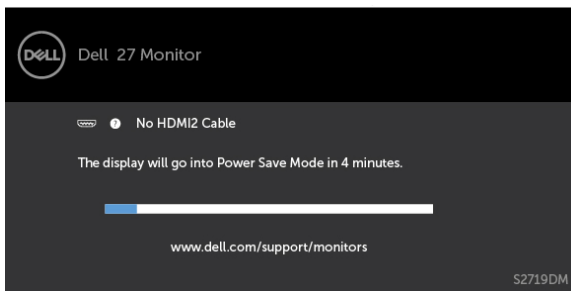 DELL
Dell 27 Monitor
? No HDMI2 Cable
The display will go into Power Save Mode in 4 minutes.
www.dell.com/support/monitors
S2719DM